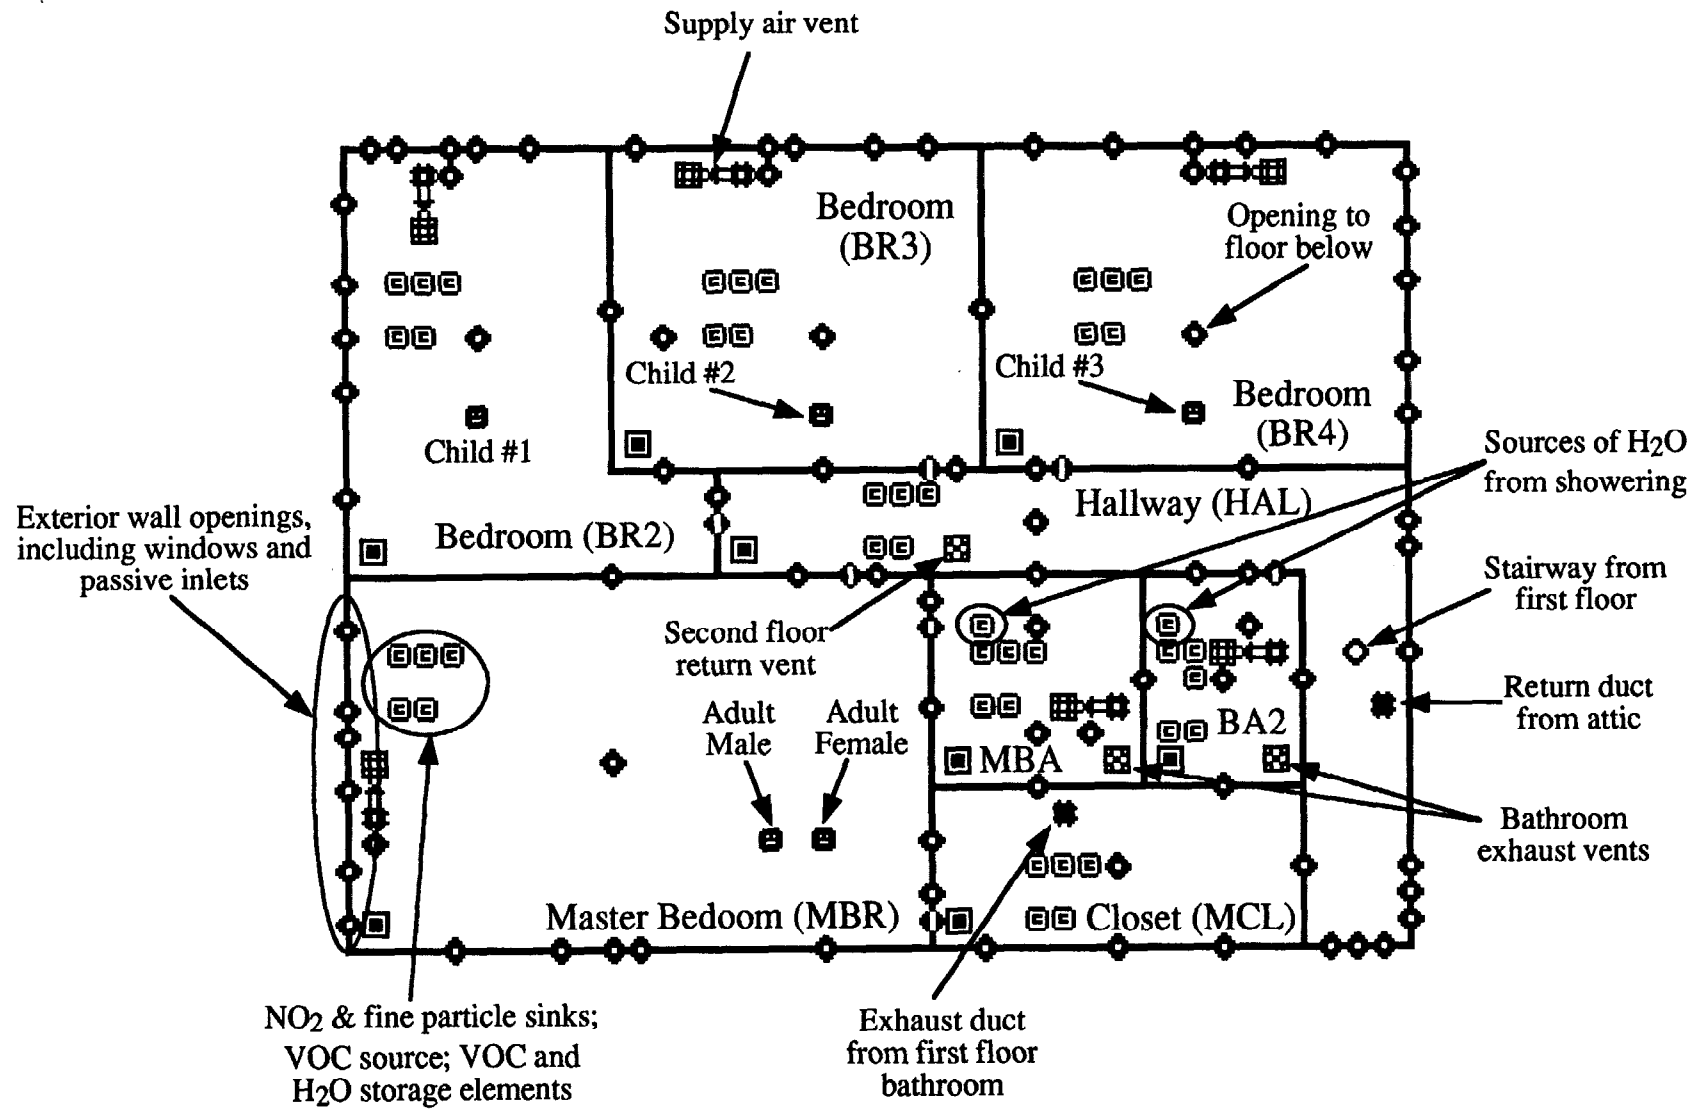 Supply air vent
Bedroom
(BR3)
Opening to
floor below
Child #2
Child #3
Bedroom
(BR4)
Child #1
Sources of H2O
from showering
Hallway (HAL)
Exterior wall openings,
including windows and
passive inlets
Bedroom (BR2)
Stairway from
first floor
Second floor
return vent
Return duct
from attic
Adult
Male
Adult
Female
MBA
BA2
Bathroom
exhaust vents
Master Bedoom (MBR)
Closet (MCL)
NO2 & fine particle sinks;
VOC source; VOC and
H2O storage elements
Exhaust duct
from first floor
bathroom